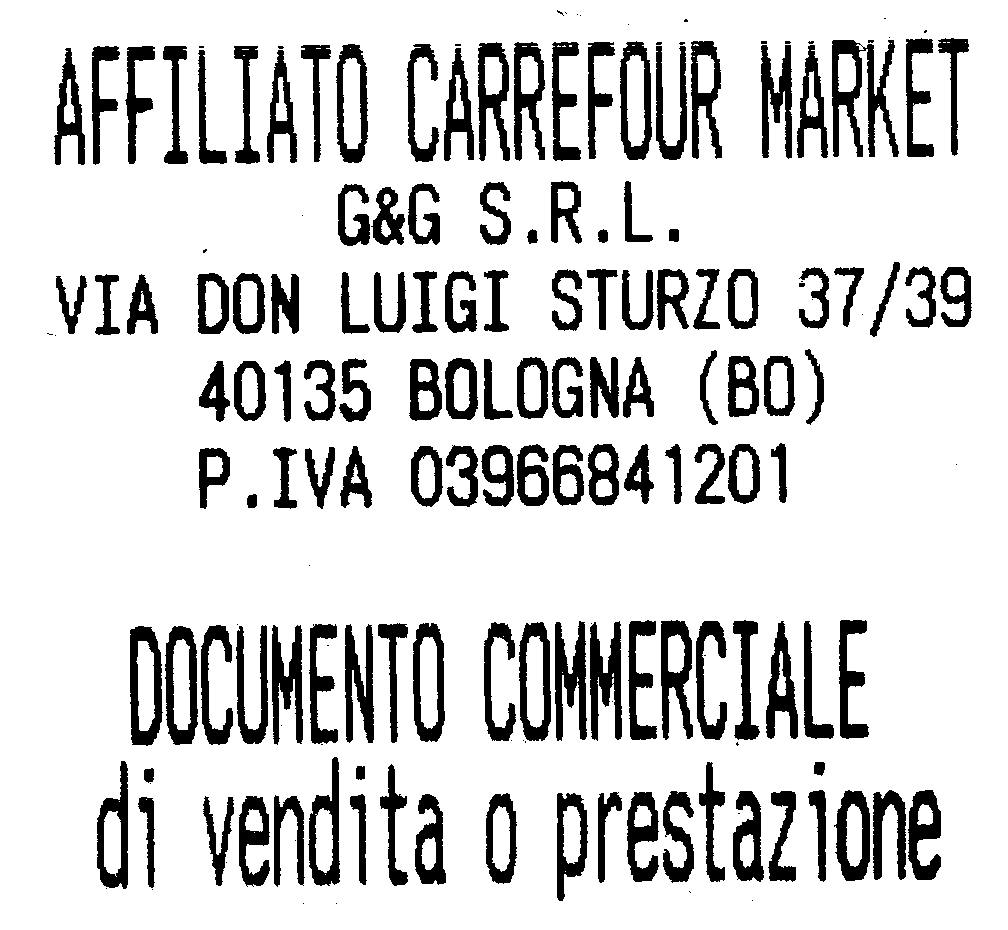 AFFILIATO CARREFOUR MARKET
G&G S.R.L.
VIA DON LUIGI STURZO 37/39
40135 BOLOGNA (BO)
P.IVA 03966841201
DOCUMENTO COMMERCIALE
di vendita o prestazione